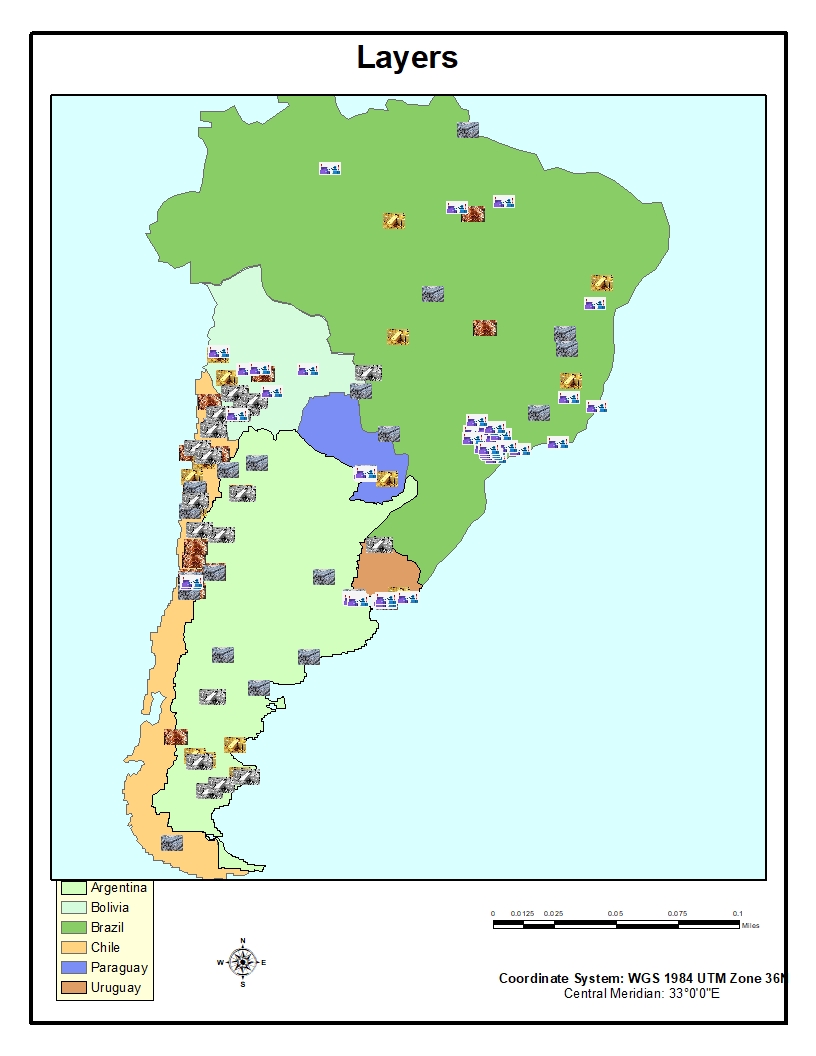 Layers
Argentina
Bolivia
Brazil
Chile
Paraguay
Uruguay
N
W E
S
0 0.0125 0.025 0.05 0.075 0.1
Miles
Coordinate System: WGS 1984 UTM Zone 36N
Central Meridian: 33°0'0"E